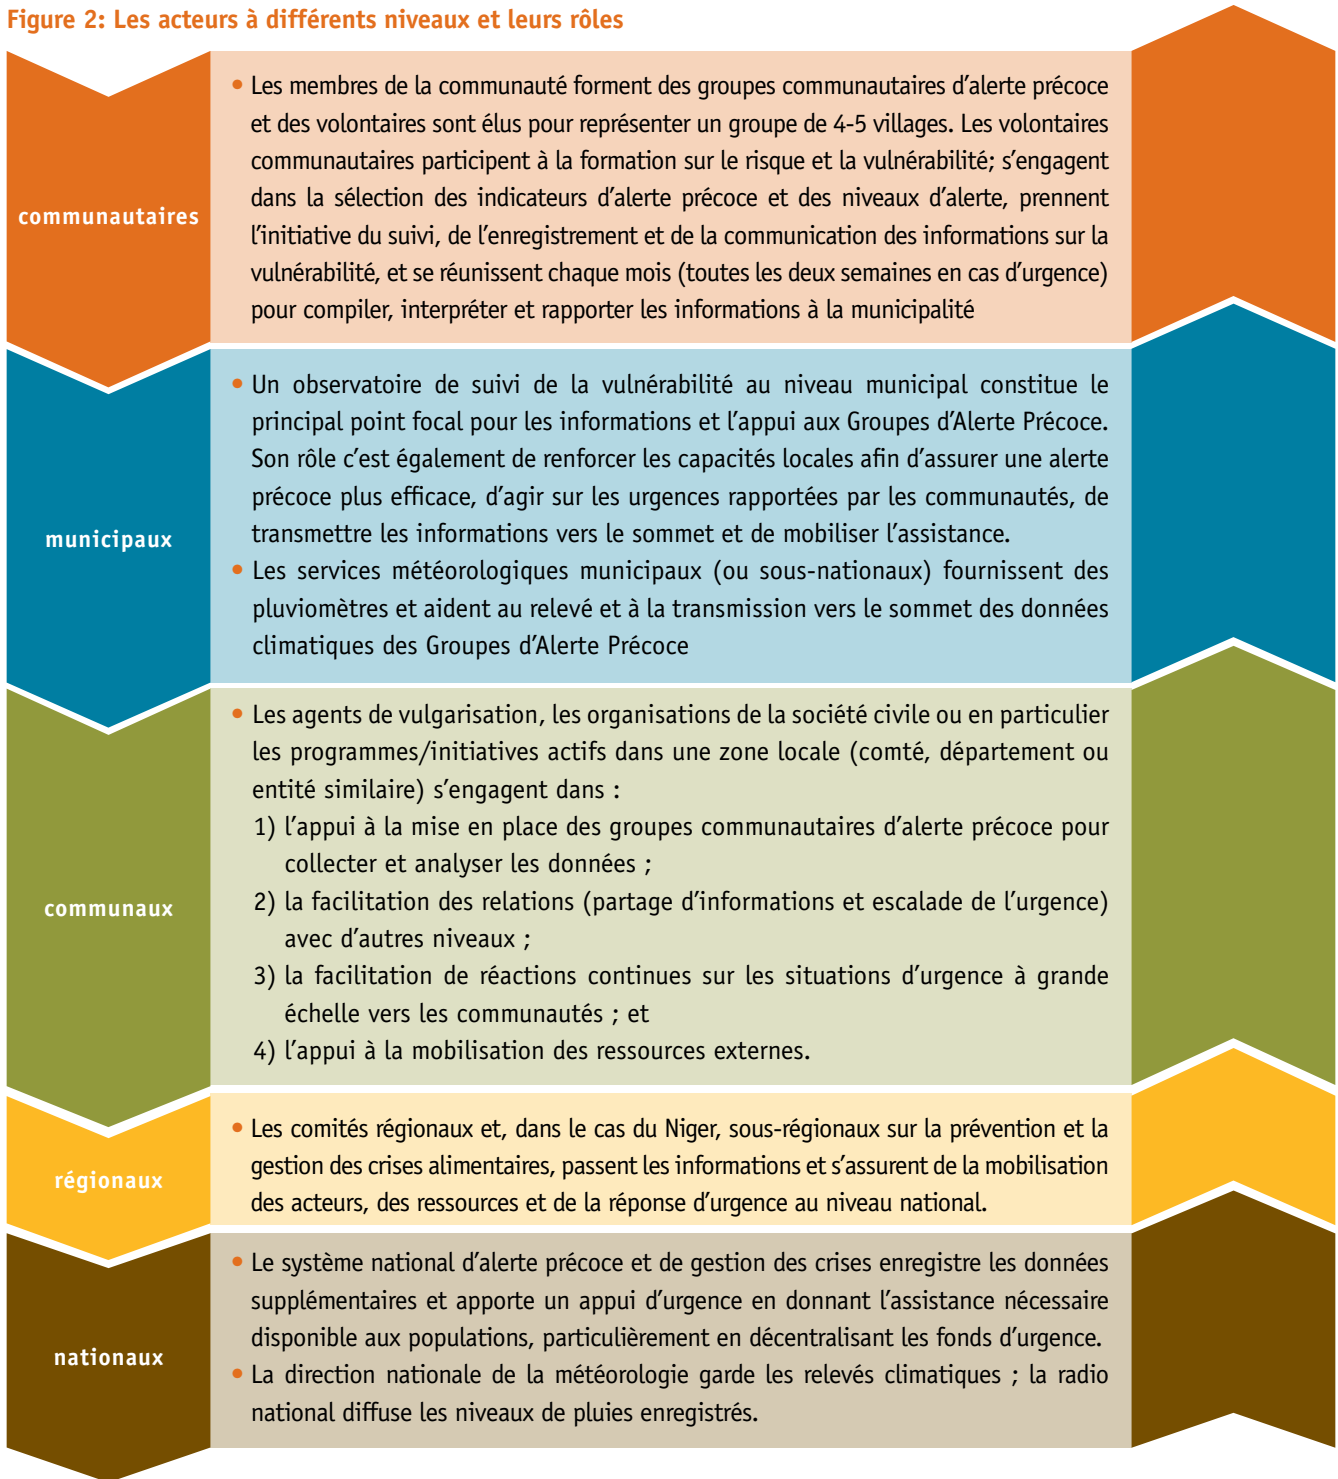 Figure 2: Les acteurs à différents niveaux et leurs rôles
communautaires
• Les membres de la communauté forment des groupes communautaires d’alerte précoce
et des volontaires sont élus pour représenter un groupe de 4-5 villages. Les volontaires
communautaires participent à la formation sur le risque et la vulnérabilité; s’engagent
dans la sélection des indicateurs d’alerte précoce et des niveaux d’alerte, prennent
l’initiative du suivi, de l’enregistrement et de la communication des informations sur la
vulnérabilité, et se réunissent chaque mois (toutes les deux semaines en cas d’urgence)
pour compiler, interpréter et rapporter les informations à la municipalité
municipaux
• Un observatoire de suivi de la vulnérabilité au niveau municipal constitue le
principal point focal pour les informations et l’appui aux Groupes d’Alerte Précoce.
Son rôle c’est également de renforcer les capacités locales afin d’assurer une alerte
précoce plus efficace, d’agir sur les urgences rapportées par les communautés, de
transmettre les informations vers le sommet et de mobiliser l’assistance.
• Les services météorologiques municipaux (ou sous-nationaux) fournissent des
pluviomètres et aident au relevé et à la transmission vers le sommet des données
climatiques des Groupes d’Alerte Précoce
communaux
• Les agents de vulgarisation, les organisations de la société civile ou en particulier
les programmes/initiatives actifs dans une zone locale (comté, département ou
entité similaire) s’engagent dans :
1) l’appui à la mise en place des groupes communautaires d’alerte précoce pour
collecter et analyser les données ;
2) la facilitation des relations (partage d’informations et escalade de l’urgence)
avec d’autres niveaux ;
3) la facilitation de réactions continues sur les situations d’urgence à grande
échelle vers les communautés ; et
4) l’appui à la mobilisation des ressources externes.
régionaux
• Les comités régionaux et, dans le cas du Niger, sous-régionaux sur la prévention et la
gestion des crises alimentaires, passent les informations et s’assurent de la mobilisation
des acteurs, des ressources et de la réponse d’urgence au niveau national.
nationaux
• Le système national d’alerte précoce et de gestion des crises enregistre les données
supplémentaires et apporte un appui d’urgence en donnant l’assistance nécessaire
disponible aux populations, particulièrement en décentralisant les fonds d’urgence.
• La direction nationale de la météorologie garde les relevés climatiques ; la radio
national diffuse les niveaux de pluies enregistrés.